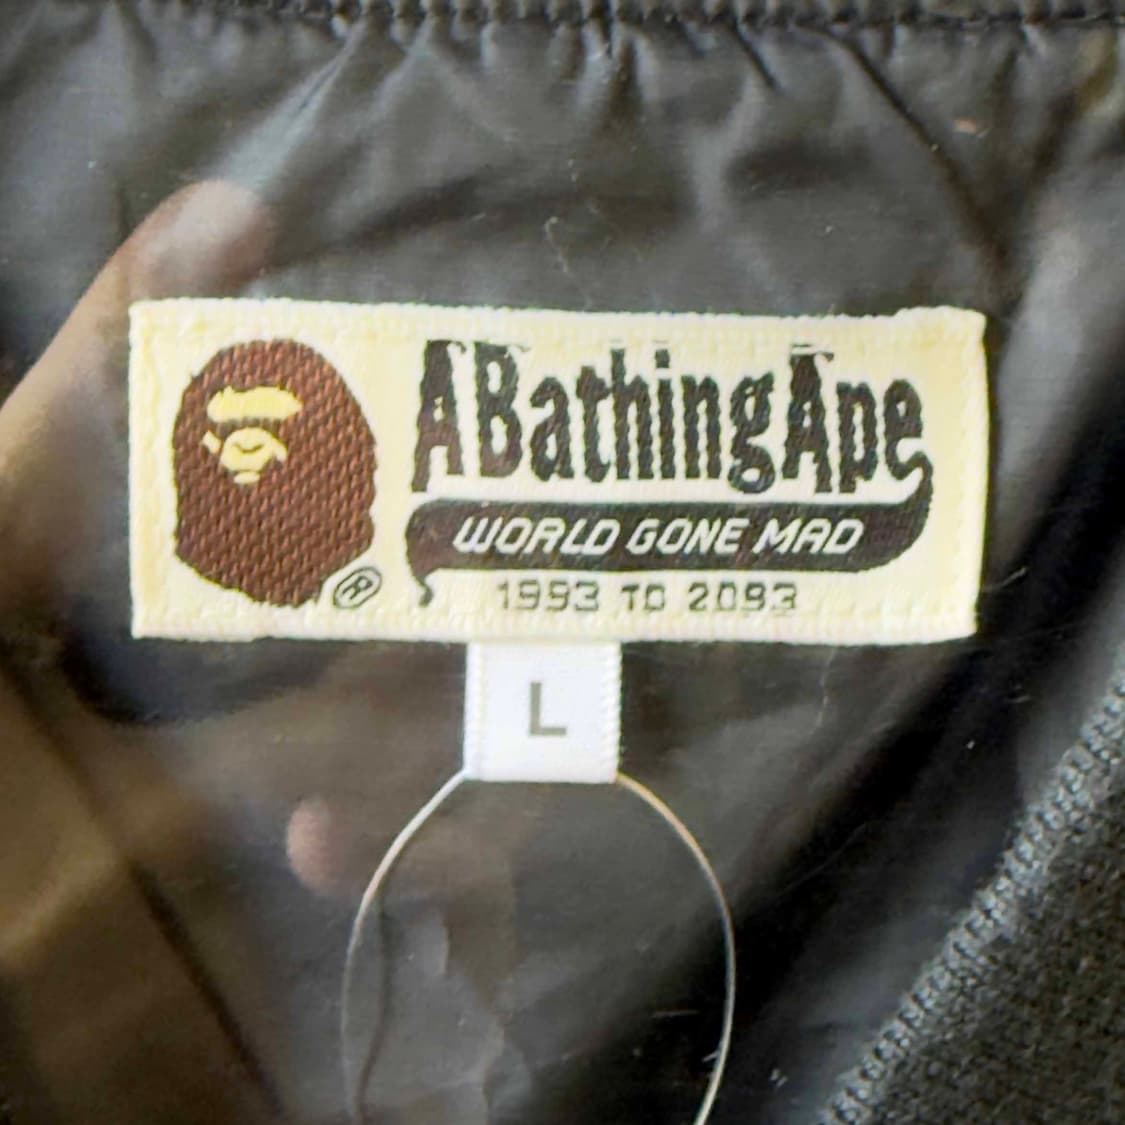 ABathingApe
WORLD GONE MAD
1993 TO 2093
®
L